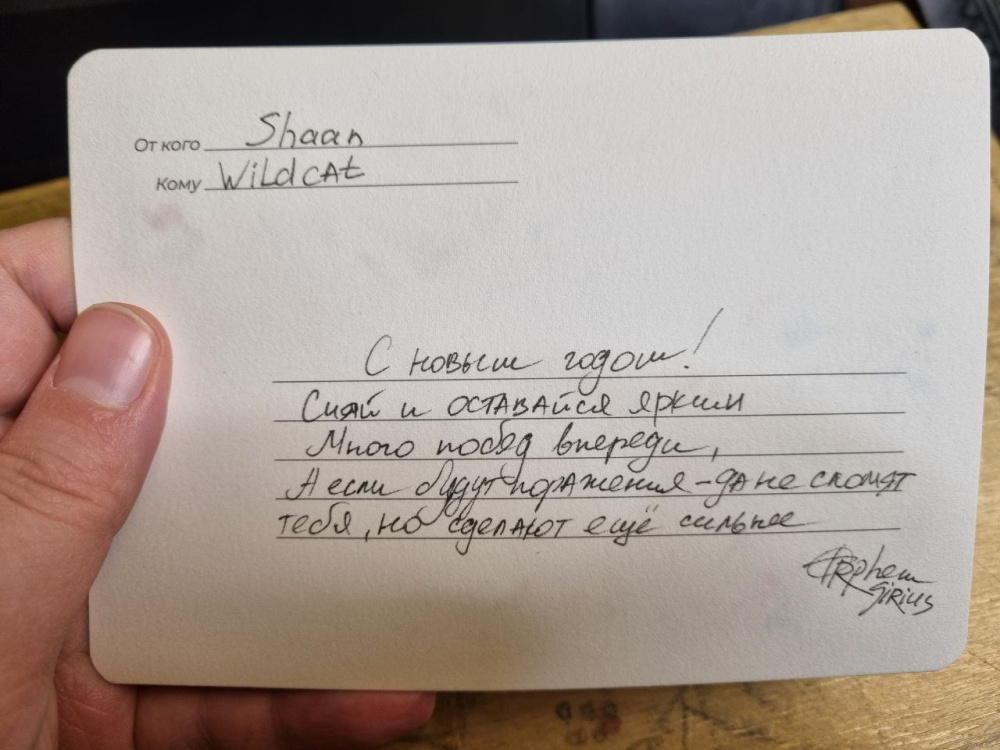 От кого Shaan
Кому Wildcat
С новым годом!
Сияй и оставайся ярким
Много побед впереди,
А если будут поражения - да не сломят
тебя, но сделают ещё сильнее
Sirius